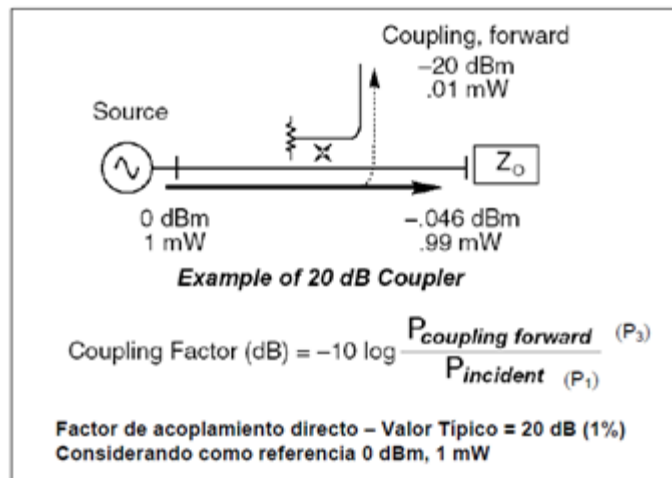 Coupling, forward
–20 dBm
.01 mW
Source
Zo
0 dBm
1 mW
–.046 dBm
.99 mW
Example of 20 dB Coupler
Coupling Factor (dB) = –10 log Pcoupling forward (P3) / Pincident (P1)
Factor de acoplamiento directo – Valor Típico = 20 dB (1%)
Considerando como referencia 0 dBm, 1 mW